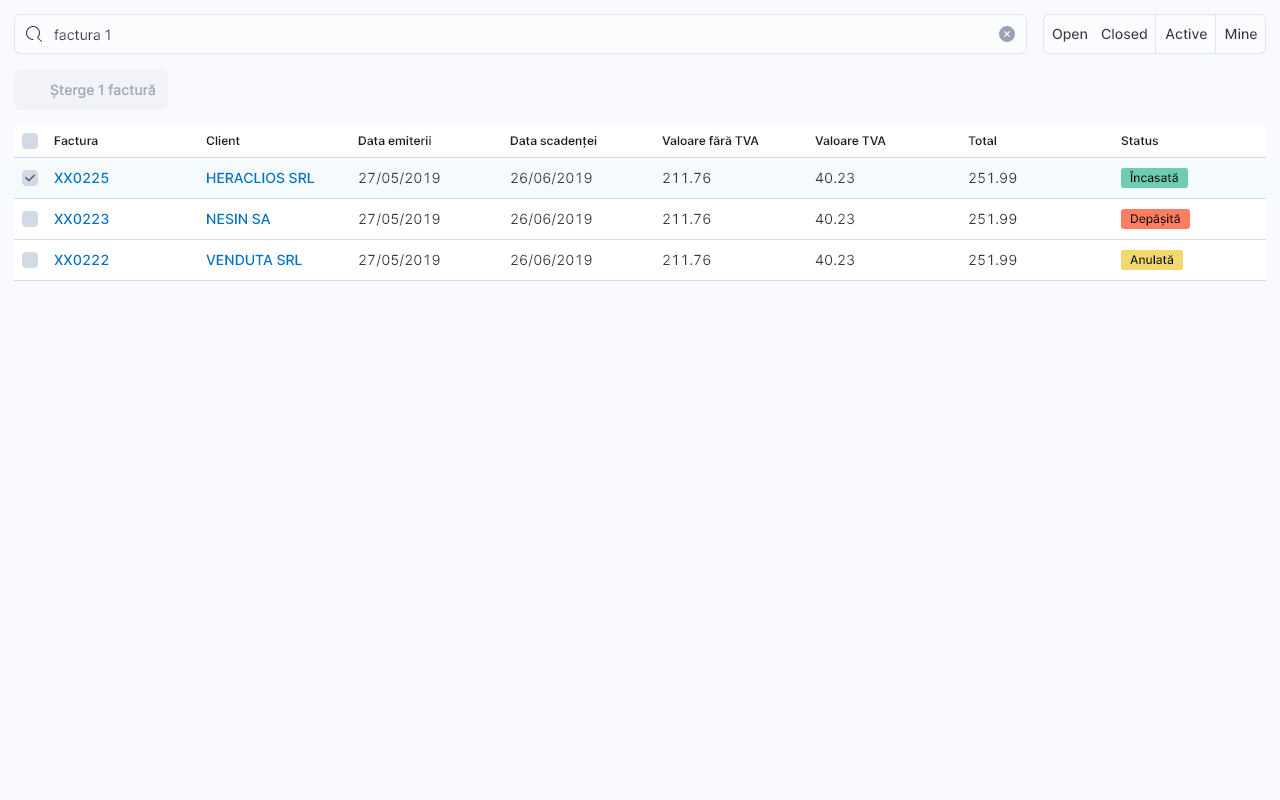 factura 1
Open Closed Active Mine
Șterge 1 factură
Factura Client Data emiterii Data scadenței Valoare fără TVA Valoare TVA Total Status
XX0225 HERACLIOS SRL 27/05/2019 26/06/2019 211.76 40.23 251.99 Încasată
XX0223 NESIN SA 27/05/2019 26/06/2019 211.76 40.23 251.99 Depășită
XX0222 VENDUTA SRL 27/05/2019 26/06/2019 211.76 40.23 251.99 Anulată